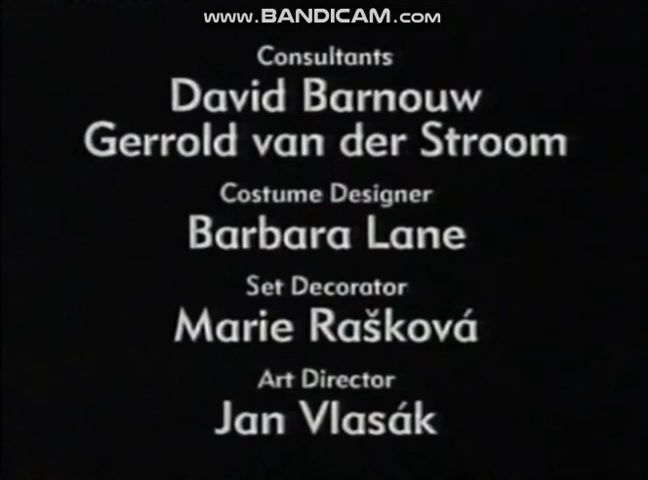 www.BANDICAM.com
Consultants
David Barnouw
Gerrold van der Stroom
Costume Designer
Barbara Lane
Set Decorator
Marie Rašková
Art Director
Jan Vlasák